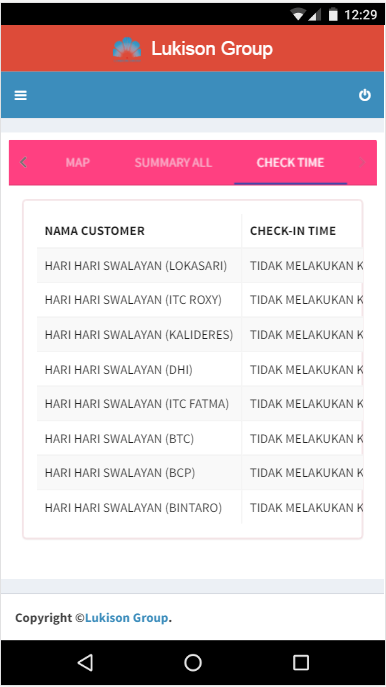 12:29
Lukison Group
MAP SUMMARY ALL CHECK TIME
NAMA CUSTOMER CHECK-IN TIME
HARI HARI SWALAYAN (LOKASARI) TIDAK MELAKUKAN K
HARI HARI SWALAYAN (ITC ROXY) TIDAK MELAKUKAN K
HARI HARI SWALAYAN (KALIDERES) TIDAK MELAKUKAN K
HARI HARI SWALAYAN (DHI) TIDAK MELAKUKAN K
HARI HARI SWALAYAN (ITC FATMA) TIDAK MELAKUKAN K
HARI HARI SWALAYAN (BTC) TIDAK MELAKUKAN K
HARI HARI SWALAYAN (BCP) TIDAK MELAKUKAN K
HARI HARI SWALAYAN (BINTARO) TIDAK MELAKUKAN K
Copyright ©Lukison Group.